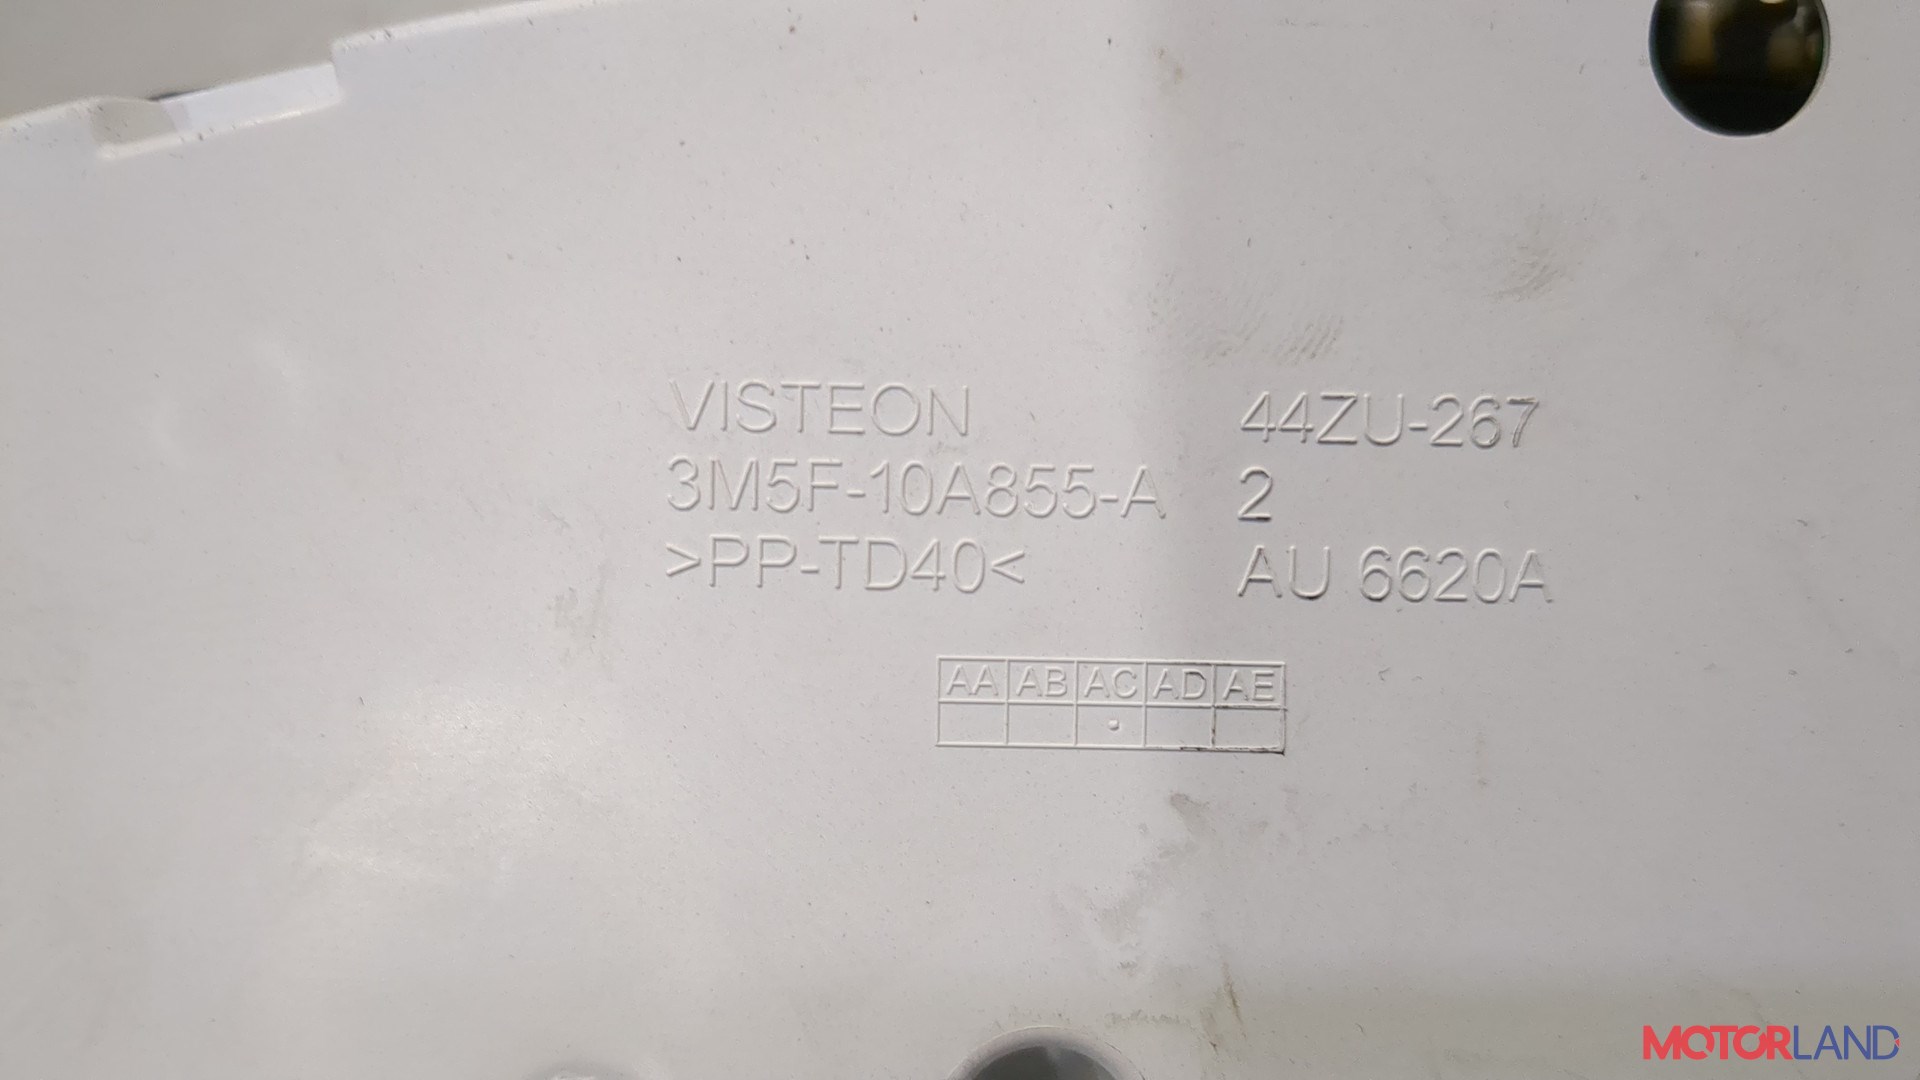 VISTEON
3M5F-10A855-A
>PP-TD40<
44ZU-267
2
AU 6620A
AA AB AC AD AE
MOTORLAND